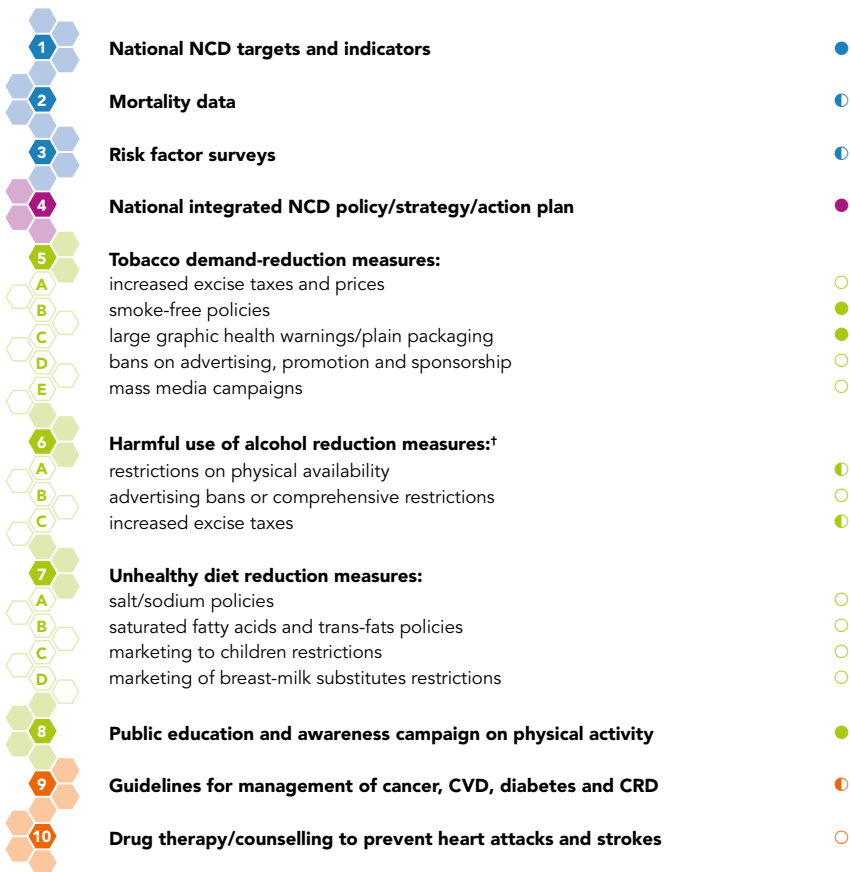 1 National NCD targets and indicators
2 Mortality data
3 Risk factor surveys
4 National integrated NCD policy/strategy/action plan
5 Tobacco demand-reduction measures:
A increased excise taxes and prices
B smoke-free policies
C large graphic health warnings/plain packaging
D bans on advertising, promotion and sponsorship
E mass media campaigns
6 Harmful use of alcohol reduction measures:†
A restrictions on physical availability
B advertising bans or comprehensive restrictions
C increased excise taxes
7 Unhealthy diet reduction measures:
A salt/sodium policies
B saturated fatty acids and trans-fats policies
C marketing to children restrictions
D marketing of breast-milk substitutes restrictions
8 Public education and awareness campaign on physical activity
9 Guidelines for management of cancer, CVD, diabetes and CRD
10 Drug therapy/counselling to prevent heart attacks and strokes